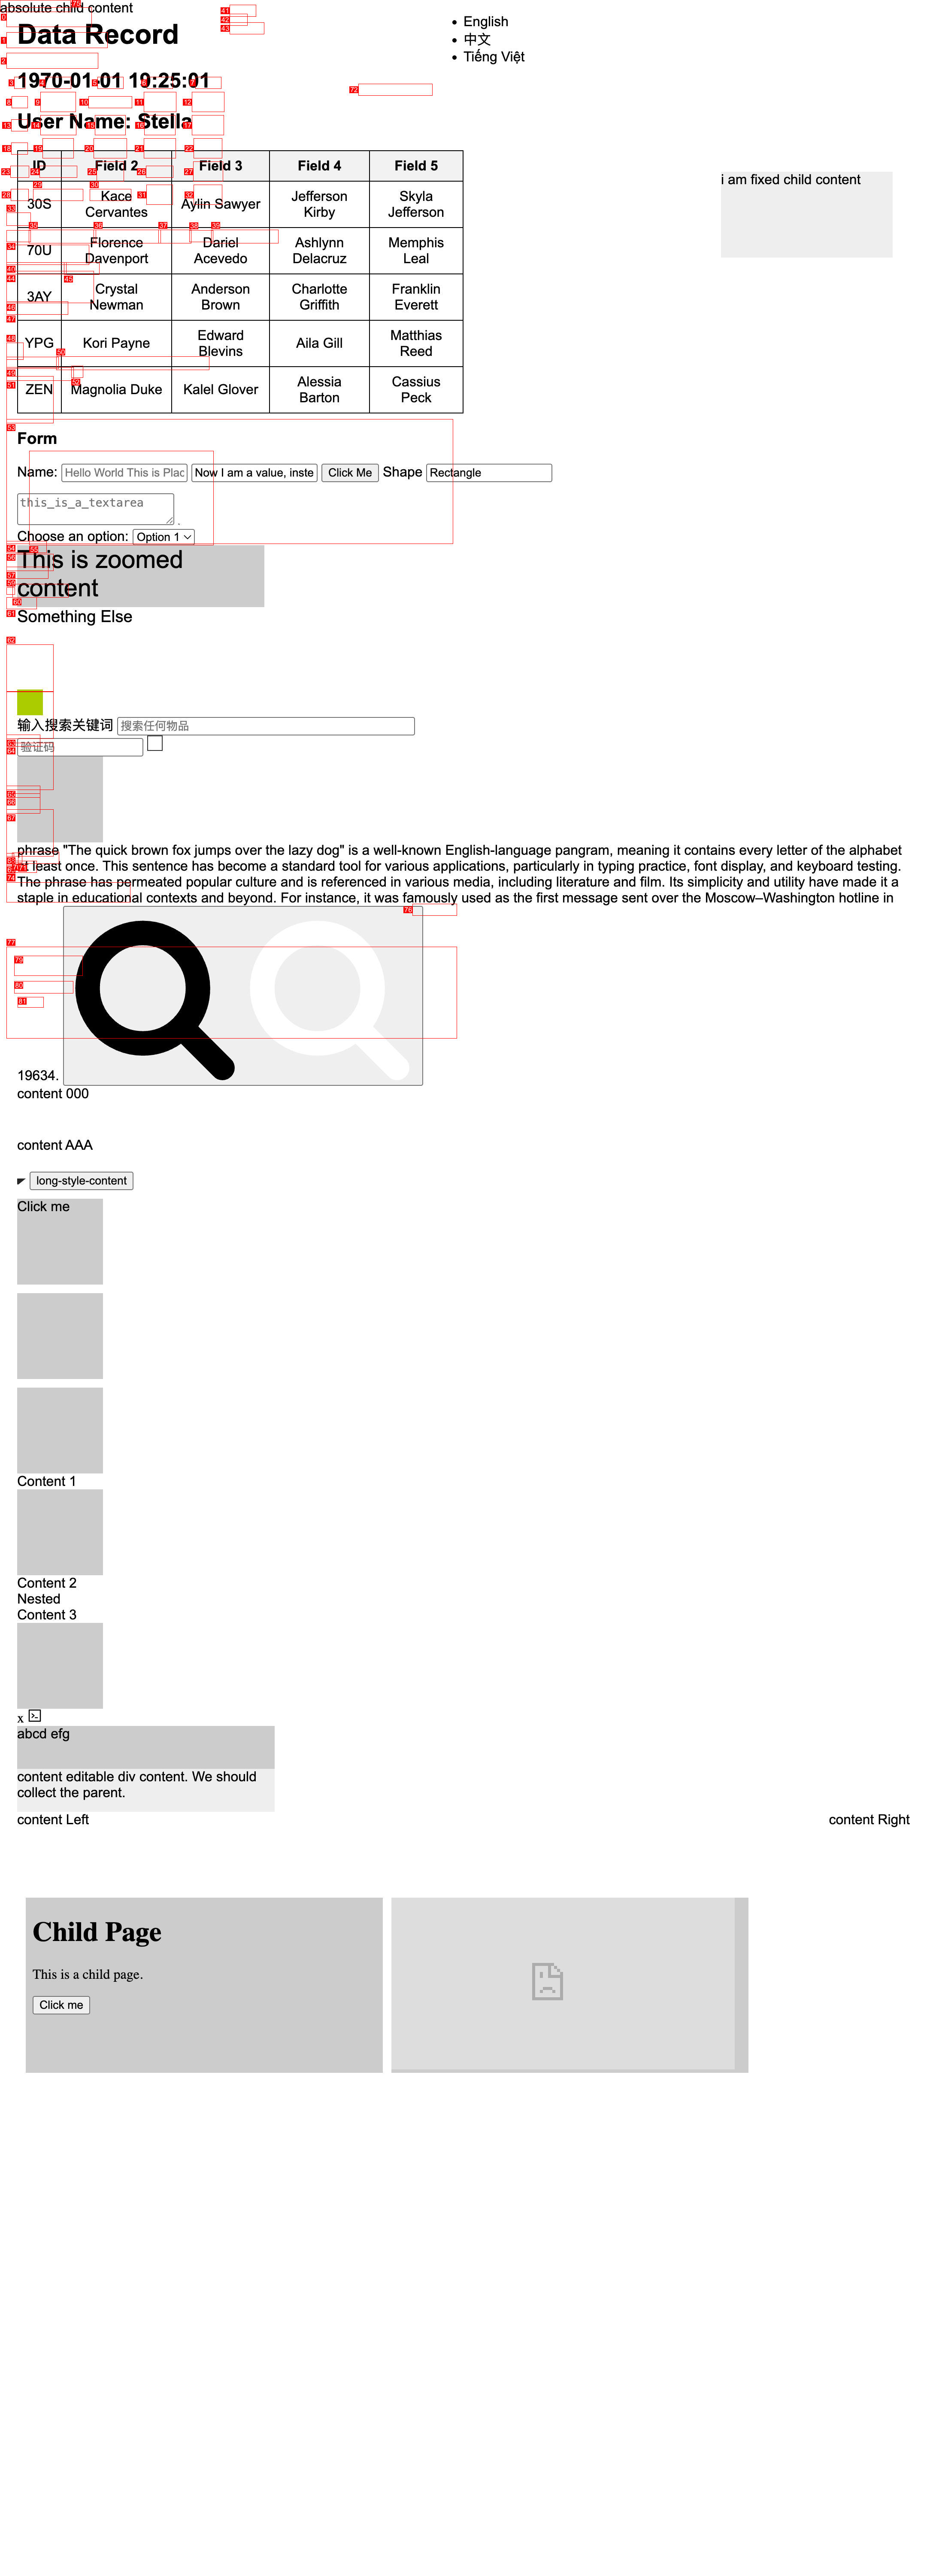 absolute child content
Data Record
English
中文
Tiếng Việt
1970-01-01 19:25:01
User Name: Stella
ID Field 2 Field 3 Field 4 Field 5
30S Kace Cervantes Aylin Sawyer Jefferson Kirby Skyla Jefferson
70U Florence Davenport Dariel Acevedo Ashlynn Delacruz Memphis Leal
3AY Crystal Newman Anderson Brown Charlotte Griffith Franklin Everett
YPG Kori Payne Edward Blevins Aila Gill Matthias Reed
ZEN Magnolia Duke Kalel Glover Alessia Barton Cassius Peck
i am fixed child content
Form
Name: Hello World This is Plac Now I am a value, inste Click Me Shape Rectangle
this_is_a_textarea .
Choose an option: Option 1
This is zoomed
content
Something Else
输入搜索关键词 搜索任何物品
验证码
phrase "The quick brown fox jumps over the lazy dog" is a well-known English-language pangram, meaning it contains every letter of the alphabet
at least once. This sentence has become a standard tool for various applications, particularly in typing practice, font display, and keyboard testing.
The phrase has permeated popular culture and is referenced in various media, including literature and film. Its simplicity and utility have made it a
staple in educational contexts and beyond. For instance, it was famously used as the first message sent over the Moscow–Washington hotline in
19634.
content 000
content AAA
long-style-content
Click me
Content 1
Content 2
Nested
Content 3
x
abcd efg
content editable div content. We should
collect the parent.
content Left content Right
Child Page
This is a child page.
Click me